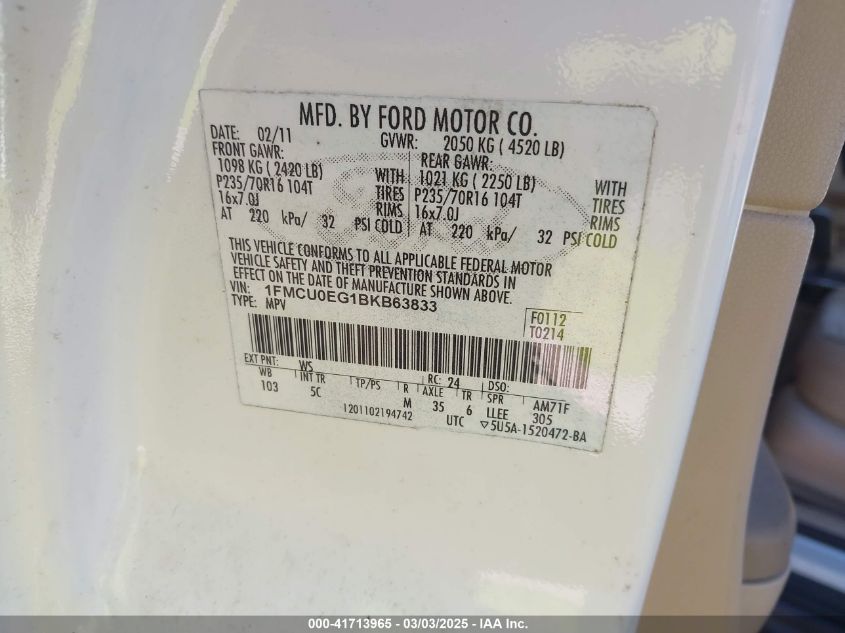 MFD. BY FORD MOTOR CO.
DATE: 02/11 GVWR: 2050 KG ( 4520 LB)
FRONT GAWR: REAR GAWR:
1098 KG ( 2420 LB) WITH 1021 KG ( 2250 LB) WITH
P235/70R16 104T TIRES P235/70R16 104T TIRES
16x7.0J RIMS 16x7.0J RIMS
AT 220 kPa/ 32 PSI COLD AT 220 kPa/ 32 PSI COLD
THIS VEHICLE CONFORMS TO ALL APPLICABLE FEDERAL MOTOR
VEHICLE SAFETY AND THEFT PREVENTION STANDARDS IN
EFFECT ON THE DATE OF MANUFACTURE SHOWN ABOVE.
VIN: 1FMCU0EG1BKB63833
TYPE: MPV
F0112
T0214
EXT PNT: WS RC: 24 DSO:
WB INT TR TP/PS R AXLE TR SPR AM71F
103 5C M 35 6 LLEE 305
1201102194742 UTC ▽5U5A-1520472-BA
000-41713965 - 03/03/2025 - IAA Inc.